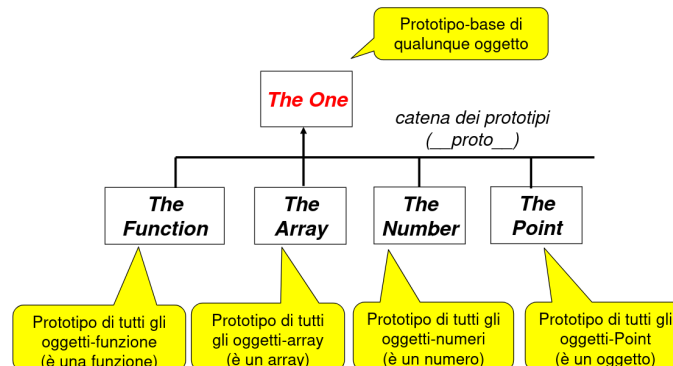 Prototipo-base di
qualunque oggetto
The One
catena dei prototipi
(__proto__)
The
Function
The
Array
The
Number
The
Point
Prototipo di tutti gli
oggetti-funzione
(è una funzione)
Prototipo di tutti
gli oggetti-array
(è un array)
Prototipo di tutti gli
oggetti-numeri
(è un numero)
Prototipo di tutti gli
oggetti-Point
(è un oggetto)